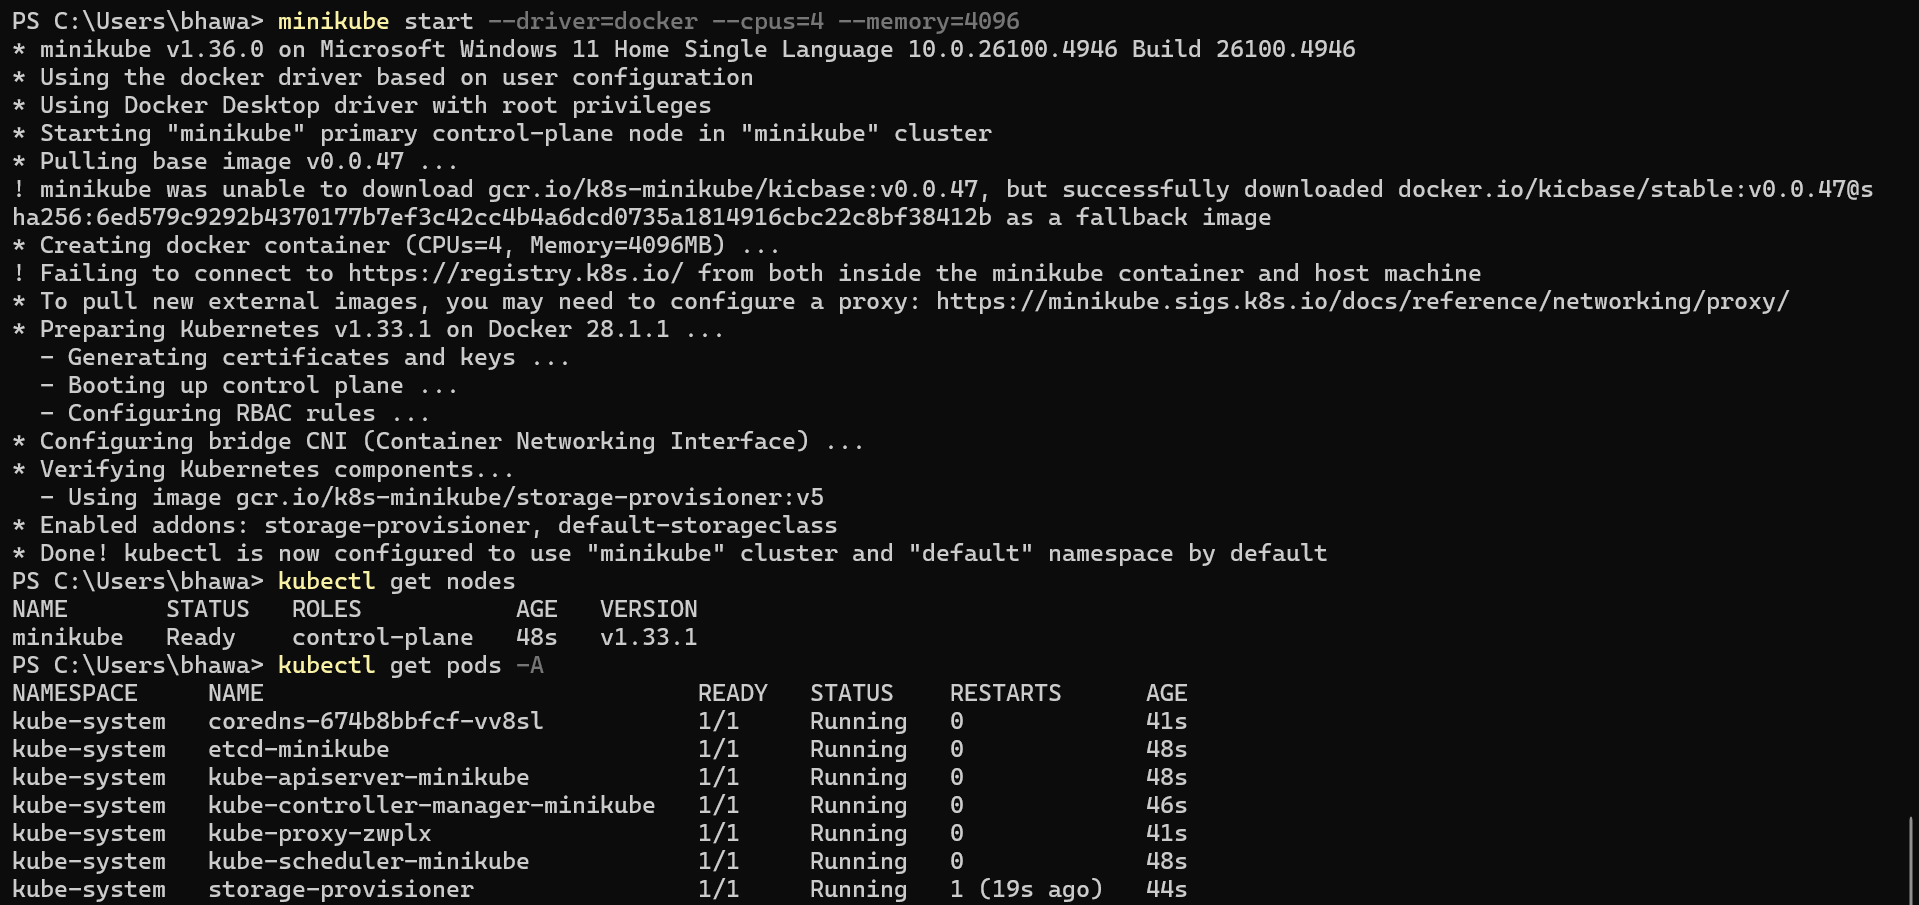 PS C:\Users\bhawa> minikube start --driver=docker --cpus=4 --memory=4096
* minikube v1.36.0 on Microsoft Windows 11 Home Single Language 10.0.26100.4946 Build 26100.4946
* Using the docker driver based on user configuration
* Using Docker Desktop driver with root privileges
* Starting "minikube" primary control-plane node in "minikube" cluster
* Pulling base image v0.0.47 ...
! minikube was unable to download gcr.io/k8s-minikube/kicbase:v0.0.47, but successfully downloaded docker.io/kicbase/stable:v0.0.47@s
ha256:6ed579c9292b4370177b7ef3c42cc4b4a6dcd0735a1814916cbc22c8bf38412b as a fallback image
* Creating docker container (CPUs=4, Memory=4096MB) ...
! Failing to connect to https://registry.k8s.io/ from both inside the minikube container and host machine
* To pull new external images, you may need to configure a proxy: https://minikube.sigs.k8s.io/docs/reference/networking/proxy/
* Preparing Kubernetes v1.33.1 on Docker 28.1.1 ...
  - Generating certificates and keys ...
  - Booting up control plane ...
  - Configuring RBAC rules ...
* Configuring bridge CNI (Container Networking Interface) ...
* Verifying Kubernetes components...
  - Using image gcr.io/k8s-minikube/storage-provisioner:v5
* Enabled addons: storage-provisioner, default-storageclass
* Done! kubectl is now configured to use "minikube" cluster and "default" namespace by default
PS C:\Users\bhawa> kubectl get nodes
NAME       STATUS   ROLES           AGE   VERSION
minikube   Ready    control-plane   48s   v1.33.1
PS C:\Users\bhawa> kubectl get pods -A
NAMESPACE     NAME                               READY   STATUS    RESTARTS      AGE
kube-system   coredns-674b8bbfcf-vv8sl           1/1     Running   0             41s
kube-system   etcd-minikube                      1/1     Running   0             48s
kube-system   kube-apiserver-minikube            1/1     Running   0             48s
kube-system   kube-controller-manager-minikube   1/1     Running   0             46s
kube-system   kube-proxy-zwplx                   1/1     Running   0             41s
kube-system   kube-scheduler-minikube            1/1     Running   0             48s
kube-system   storage-provisioner                1/1     Running   1 (19s ago)   44s